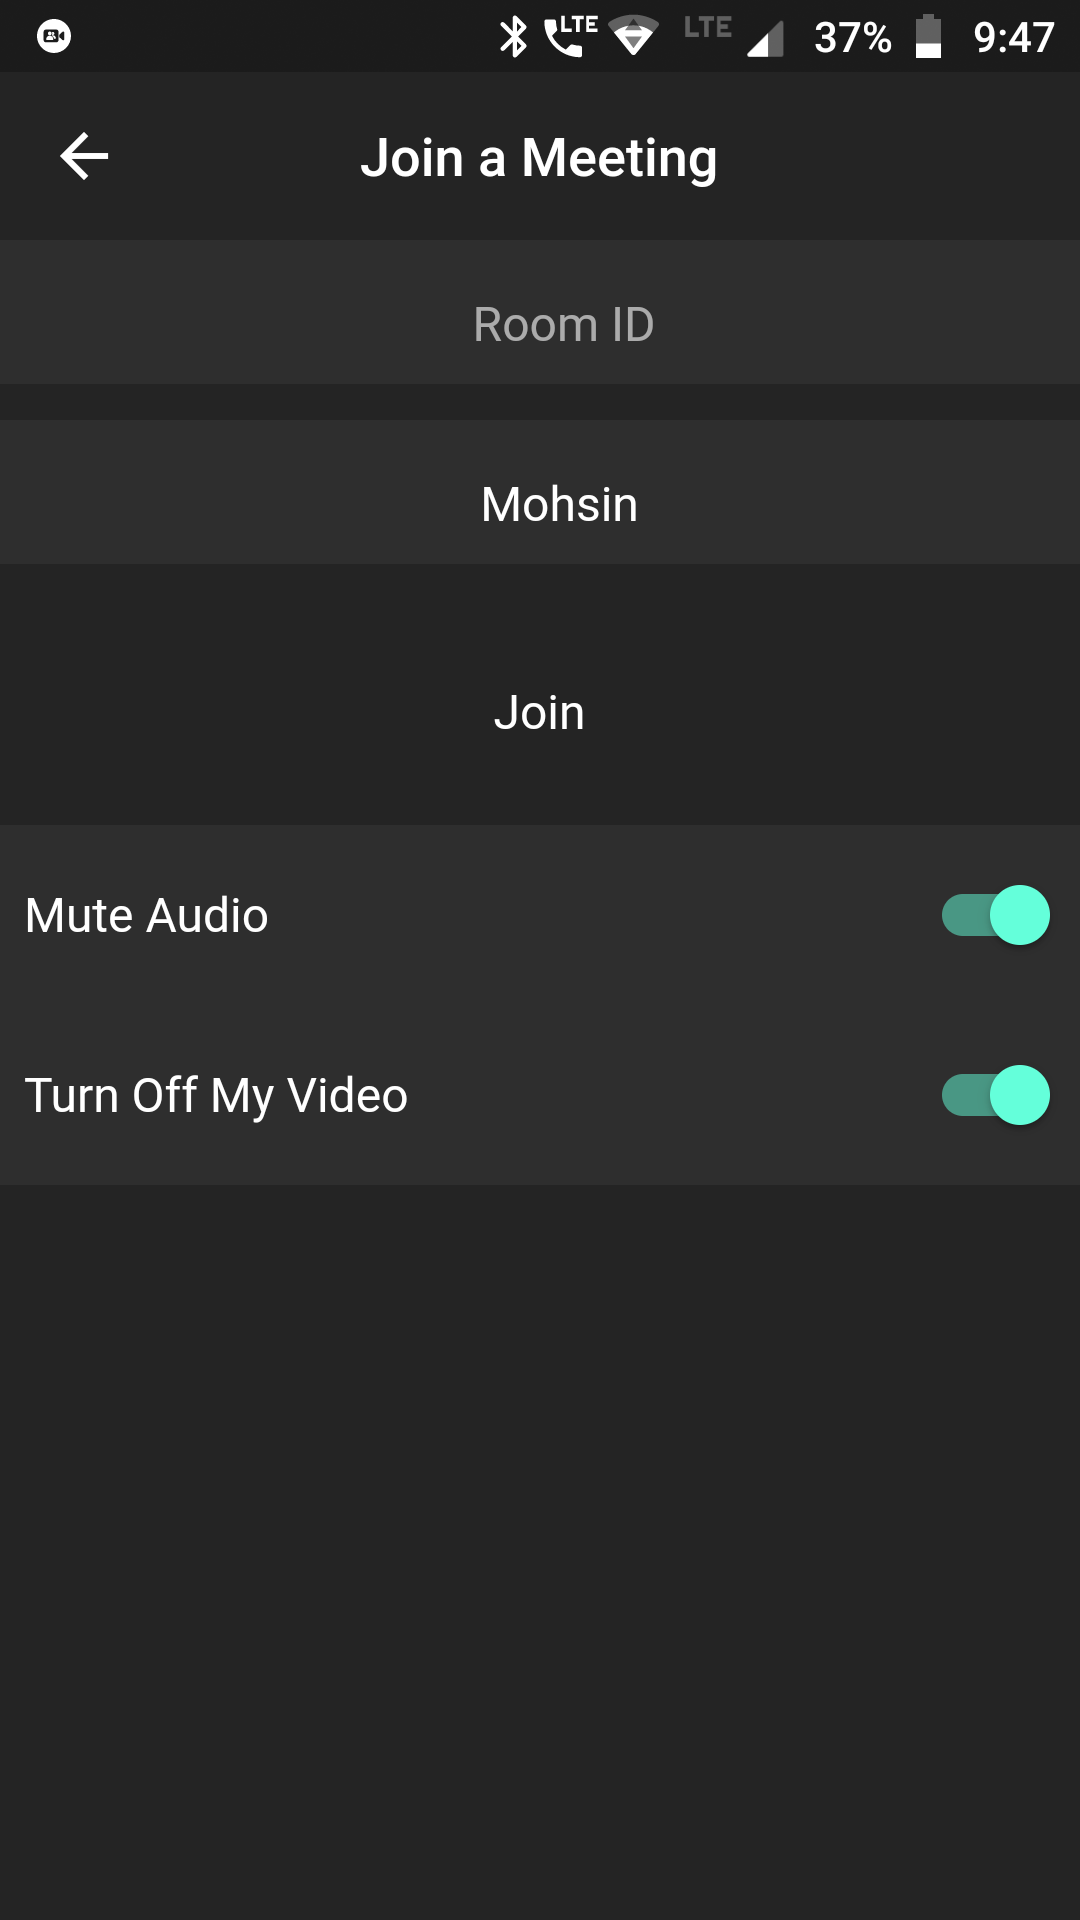 LTE LTE 37% 9:47
Join a Meeting
Room ID
Mohsin
Join
Mute Audio
Turn Off My Video